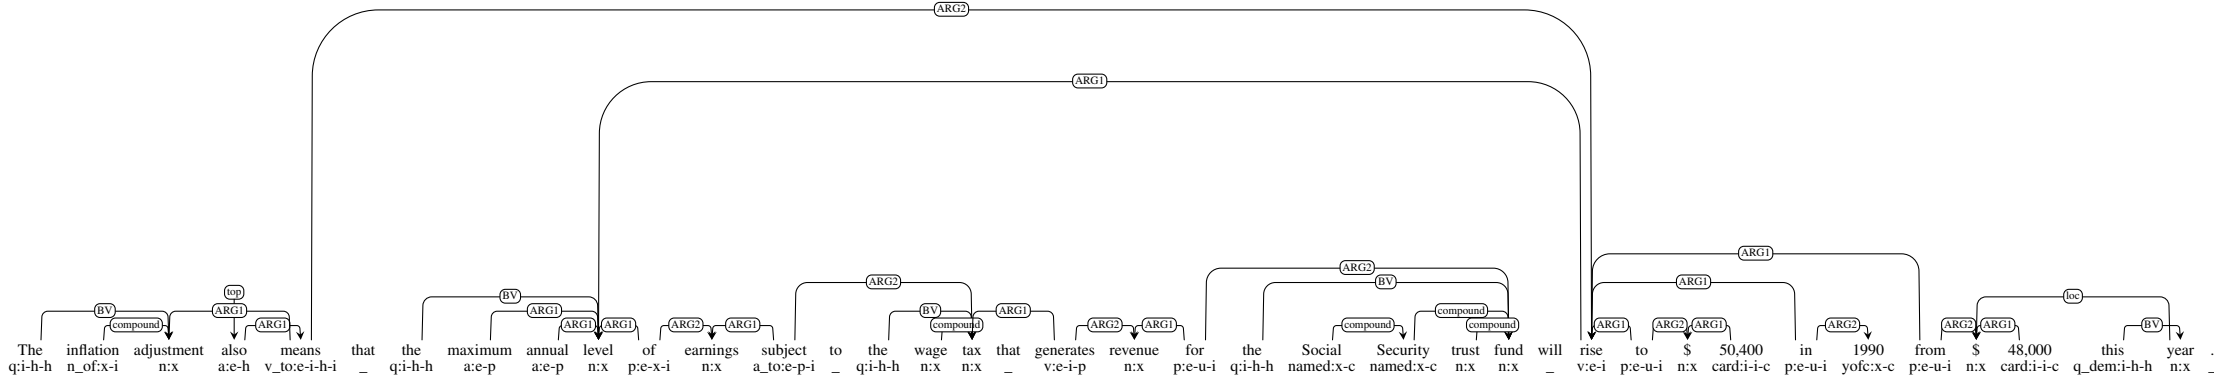 ARG2
ARG1
ARG1
ARG2 ARG1
top BV ARG2 BV loc
BV ARG1 ARG1 BV ARG1 compound
compound ARG1 ARG1 ARG1 ARG2 ARG1 compound ARG2 ARG1 compound compound ARG1 ARG2 ARG1 ARG2 ARG2 ARG1 BV
The inflation adjustment also means that the maximum annual level of earnings subject to the wage tax that generates revenue for the Social Security trust fund will rise to $ 50,400 in 1990 from $ 48,000 this year .
q:i-h-h n_of:x-i n:x a:e-h v_to:e-i-h-i _ q:i-h-h a:e-p a:e-p n:x p:e-x-i n:x a_to:e-p-i _ q:i-h-h n:x n:x _ v:e-i-p n:x p:e-u-i q:i-h-h named:x-c named:x-c n:x n:x _ v:e-i p:e-u-i n:x card:i-i-c p:e-u-i yofc:x-c p:e-u-i n:x card:i-i-c q_dem:i-h-h n:x _